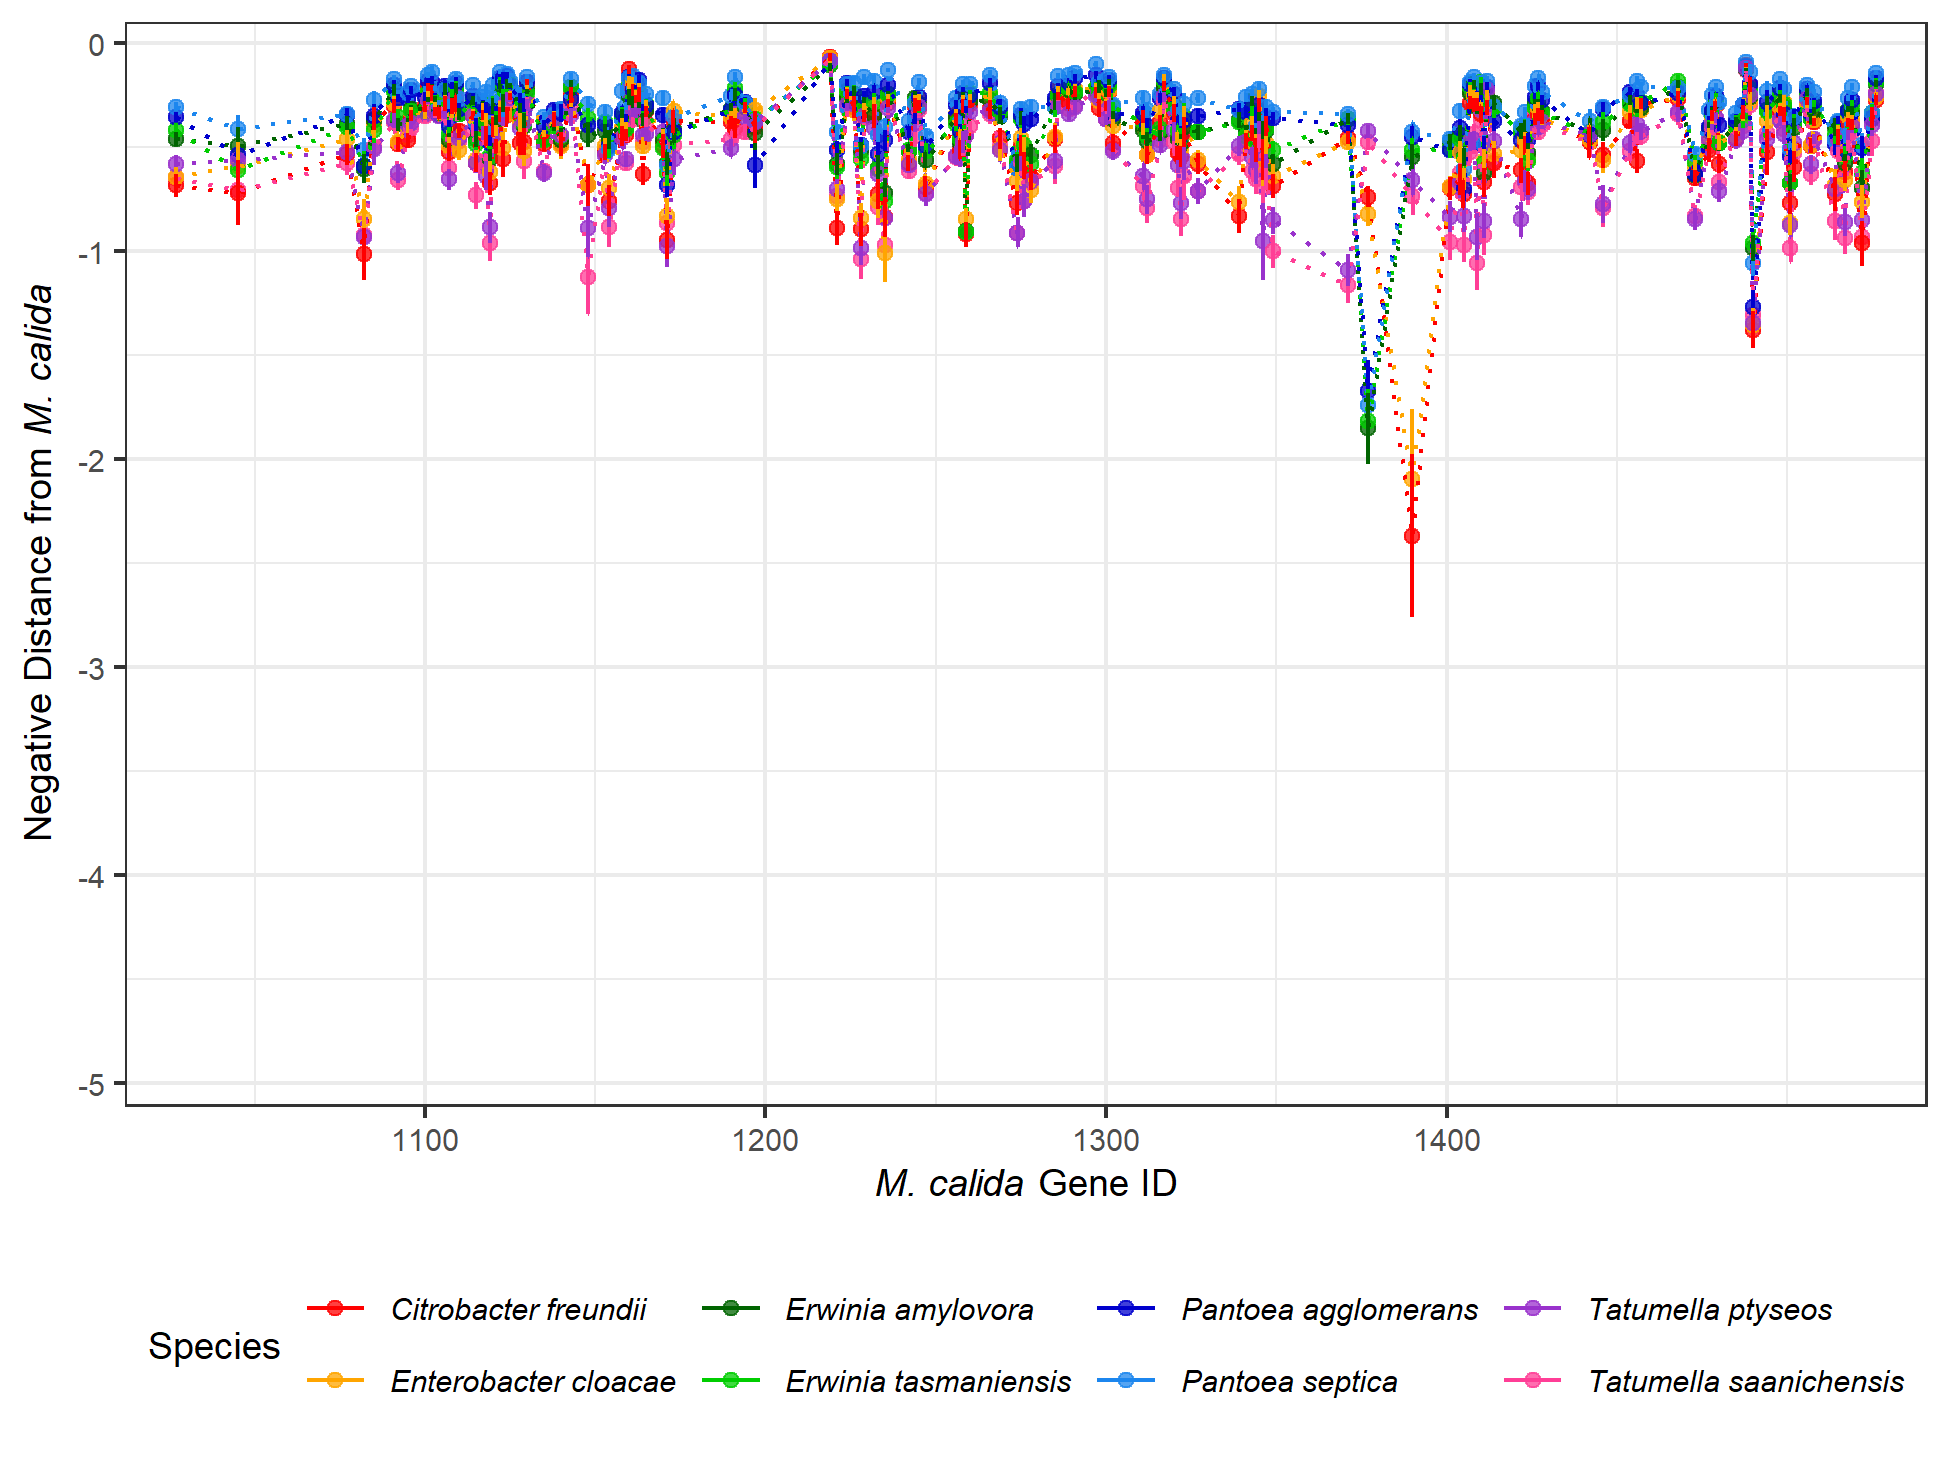 0
-1
-2
-3
-4
-5
Negative Distance from M. calida
1100 1200 1300 1400
M. calida Gene ID
Species
Citrobacter freundii Erwinia amylovora Pantoea agglomerans Tatumella ptyseos
Enterobacter cloacae Erwinia tasmaniensis Pantoea septica Tatumella saanichensis